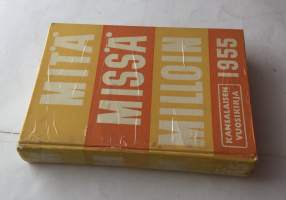 MITÄ
MISSÄ
MILLOIN
KANSALAISEN
VUOSIKIRJA
1955